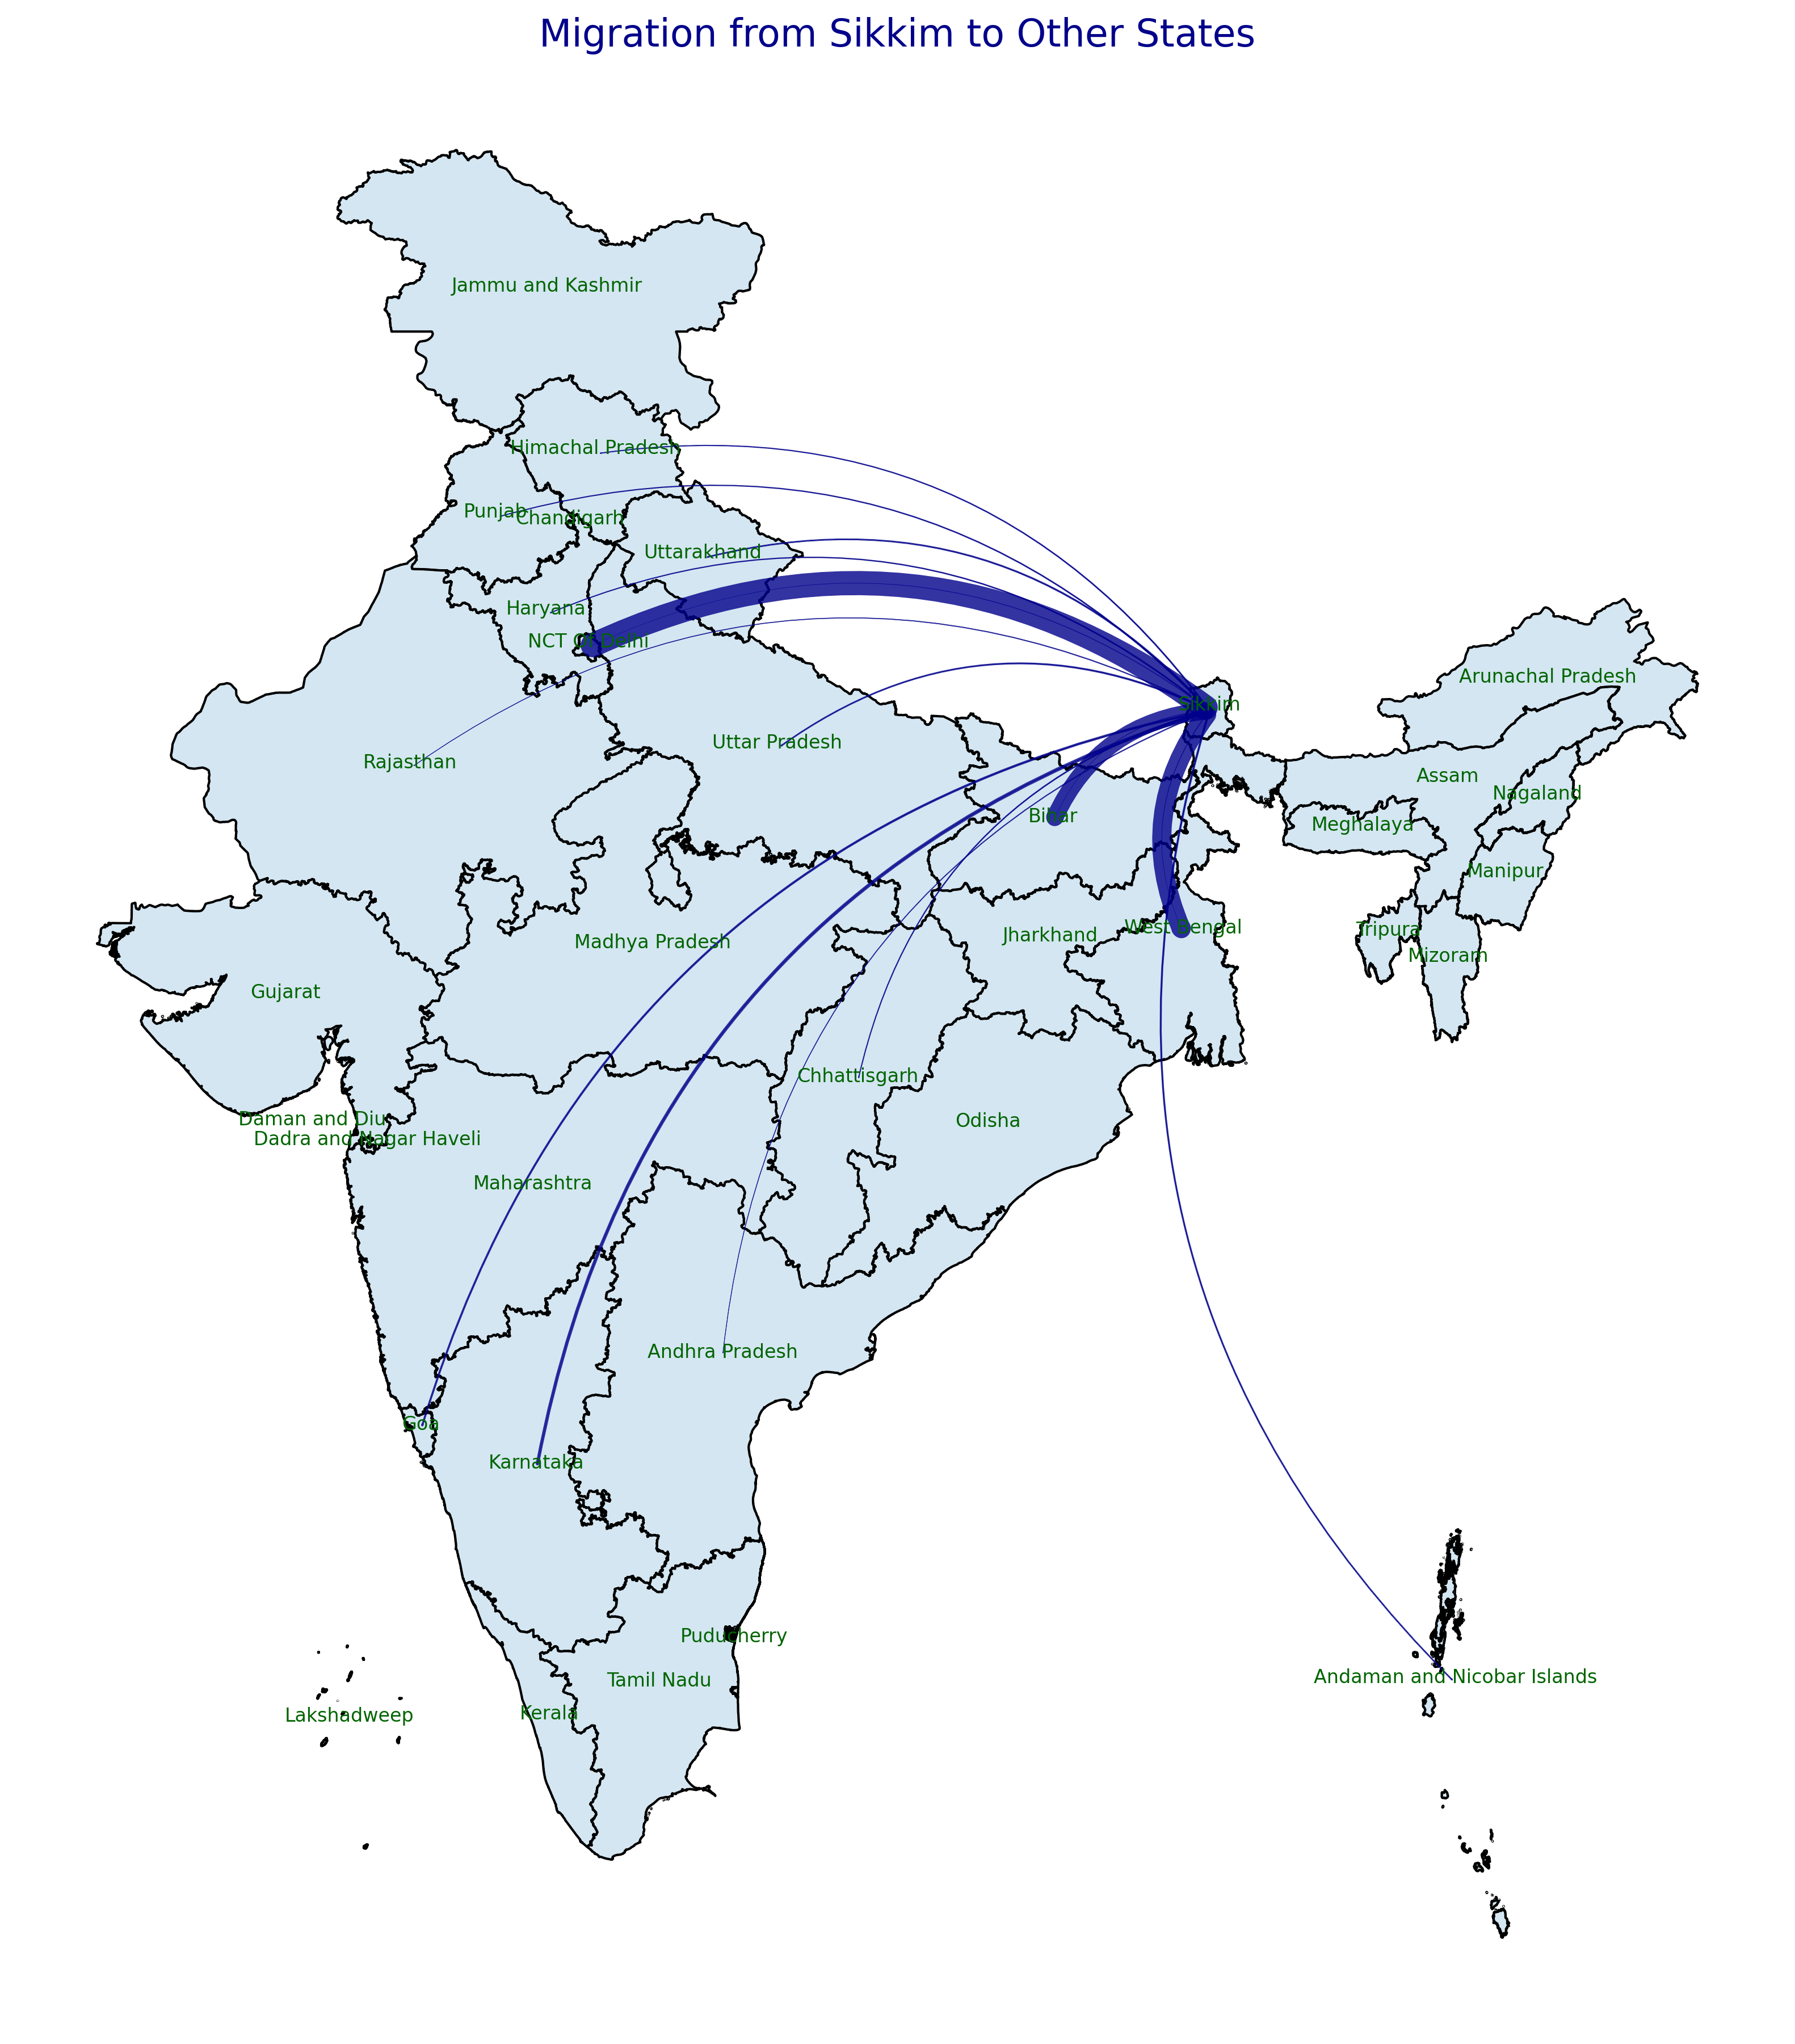 Migration from Sikkim to Other States
Jammu and Kashmir
Himachal Pradesh
Punjab
Chandigarh
Uttarakhand
Haryana
NCT Of Delhi
Arunachal Pradesh
Sikkim
Uttar Pradesh
Rajasthan
Assam
Nagaland
Bihar
Meghalaya
Manipur
West Bengal
Tripura
Jharkhand
Madhya Pradesh
Mizoram
Gujarat
Chhattisgarh
Daman and Diu
Odisha
Dadra and Nagar Haveli
Maharashtra
Andhra Pradesh
Goa
Karnataka
Puducherry
Andaman and Nicobar Islands
Tamil Nadu
Kerala
Lakshadweep